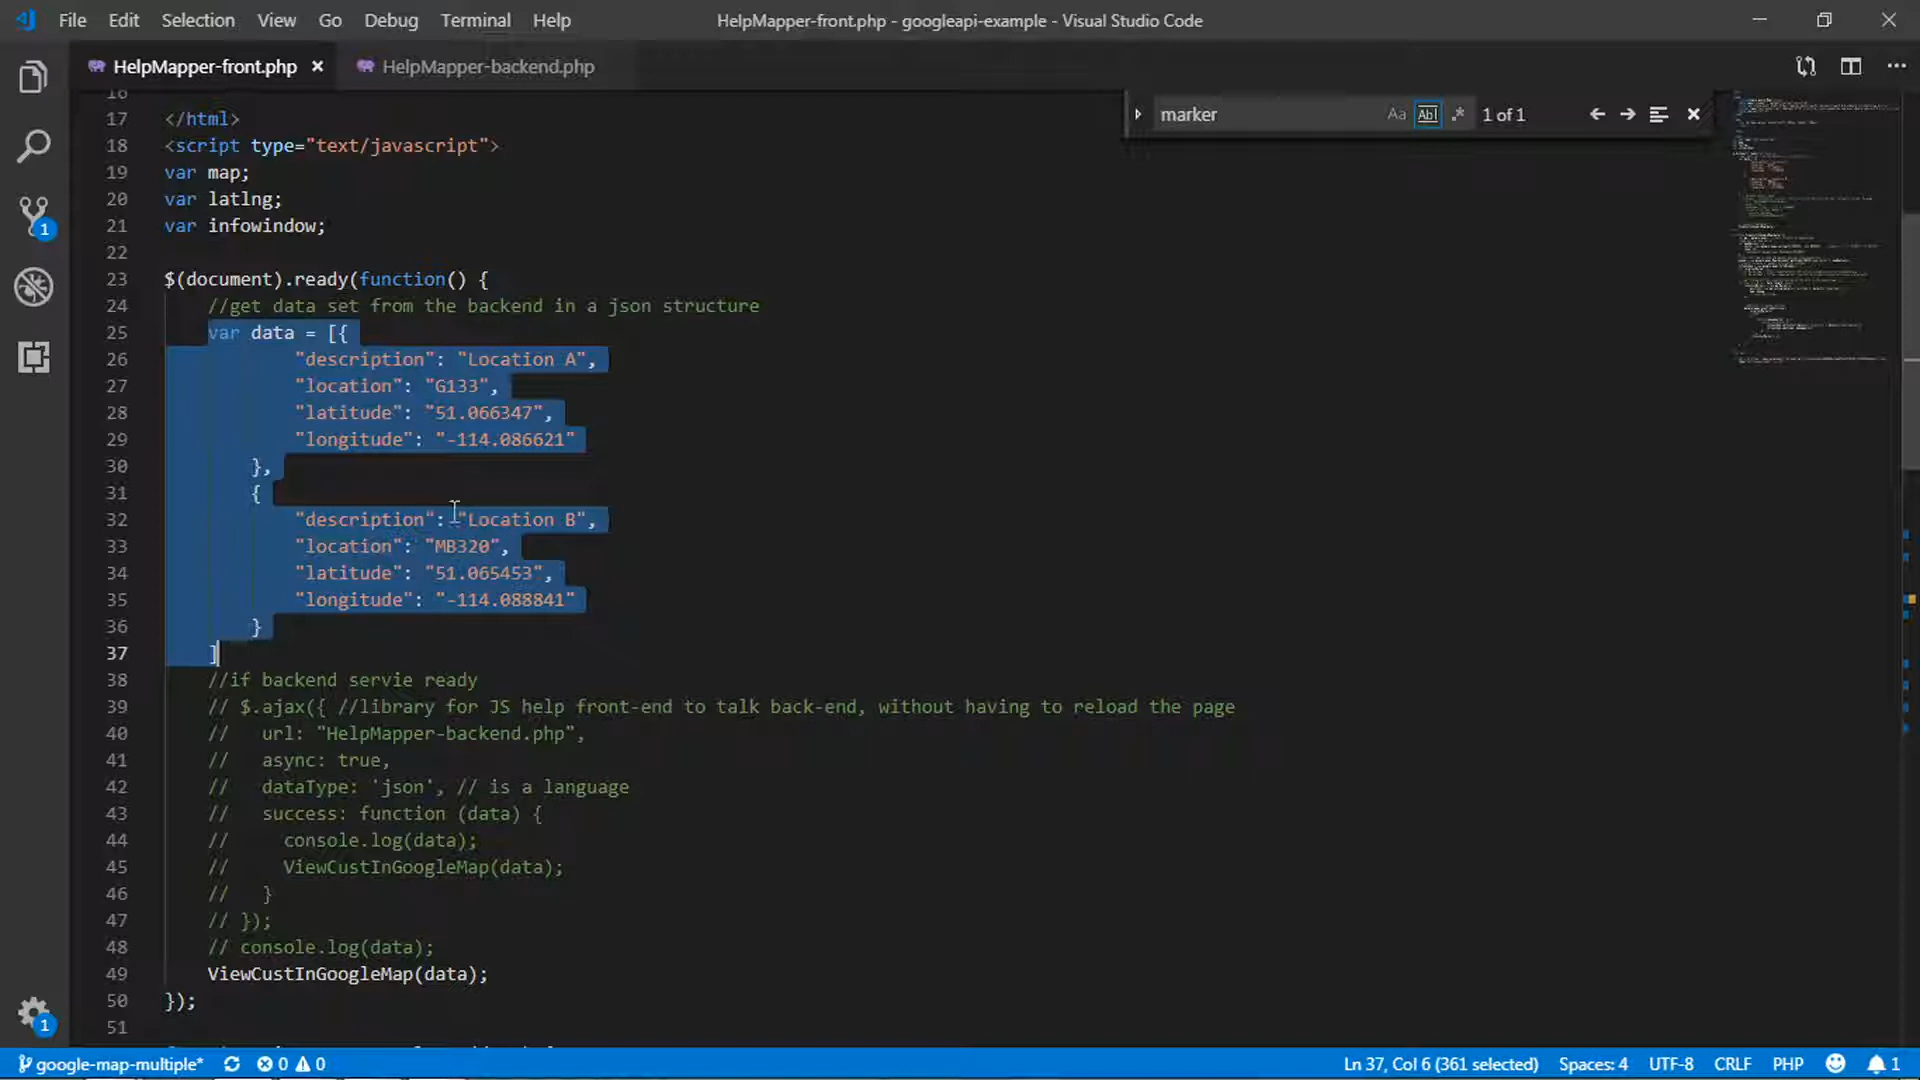 File Edit Selection View Go Debug Terminal Help HelpMapper-front.php - googleapi-example - Visual Studio Code
HelpMapper-front.php × HelpMapper-backend.php
marker Aa Abl .* 1 of 1
16
17 </html>
18 <script type="text/javascript">
19 var map;
20 var latlng;
21 var infowindow;
22
23 $(document).ready(function() {
24 //get data set from the backend in a json structure
25 var data = [{
26 "description": "Location A",
27 "location": "G133",
28 "latitude": "51.066347",
29 "longitude": "-114.086621"
30 },
31 {
32 "description": "Location B",
33 "location": "MB320",
34 "latitude": "51.065453",
35 "longitude": "-114.088841"
36 }
37 ]
38 //if backend servie ready
39 // $.ajax({ //library for JS help front-end to talk back-end, without having to reload the page
40 // url: "HelpMapper-backend.php",
41 // async: true,
42 // dataType: 'json', // is a language
43 // success: function (data) {
44 // console.log(data);
45 // ViewCustInGoogleMap(data);
46 // }
47 // });
48 // console.log(data);
49 ViewCustInGoogleMap(data);
50 });
51
1
1
google-map-multiple* 0 0 Ln 37, Col 6 (361 selected) Spaces: 4 UTF-8 CRLF PHP 1